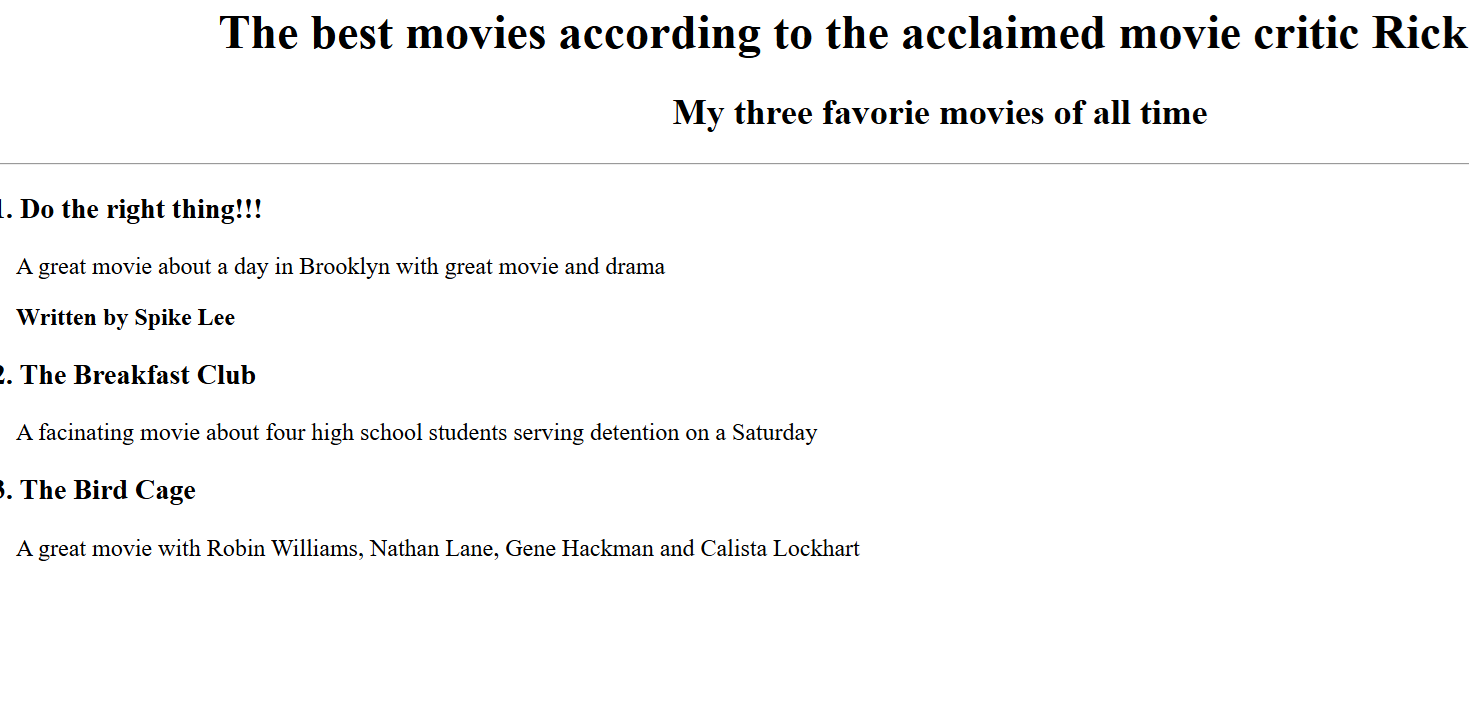 The best movies according to the acclaimed movie critic Rick
My three favorie movies of all time
1. Do the right thing!!!
A great movie about a day in Brooklyn with great movie and drama
Written by Spike Lee
2. The Breakfast Club
A facinating movie about four high school students serving detention on a Saturday
3. The Bird Cage
A great movie with Robin Williams, Nathan Lane, Gene Hackman and Calista Lockhart